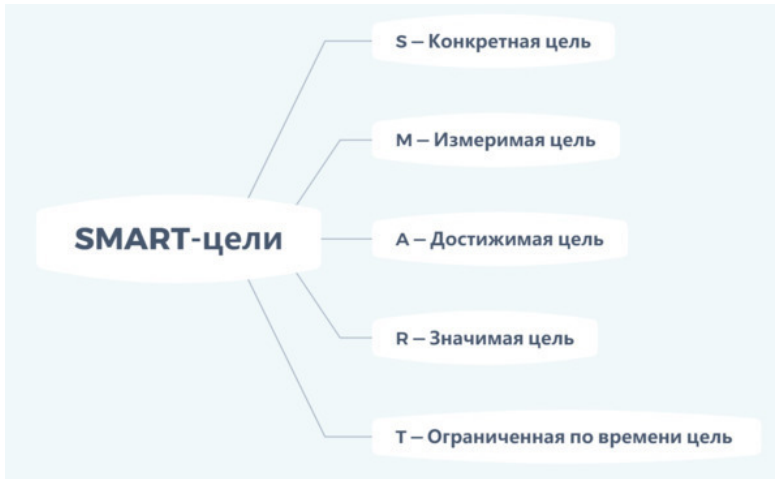 SMART-цели
S – Конкретная цель
M – Измеримая цель
A – Достижимая цель
R – Значимая цель
T – Ограниченная по времени цель